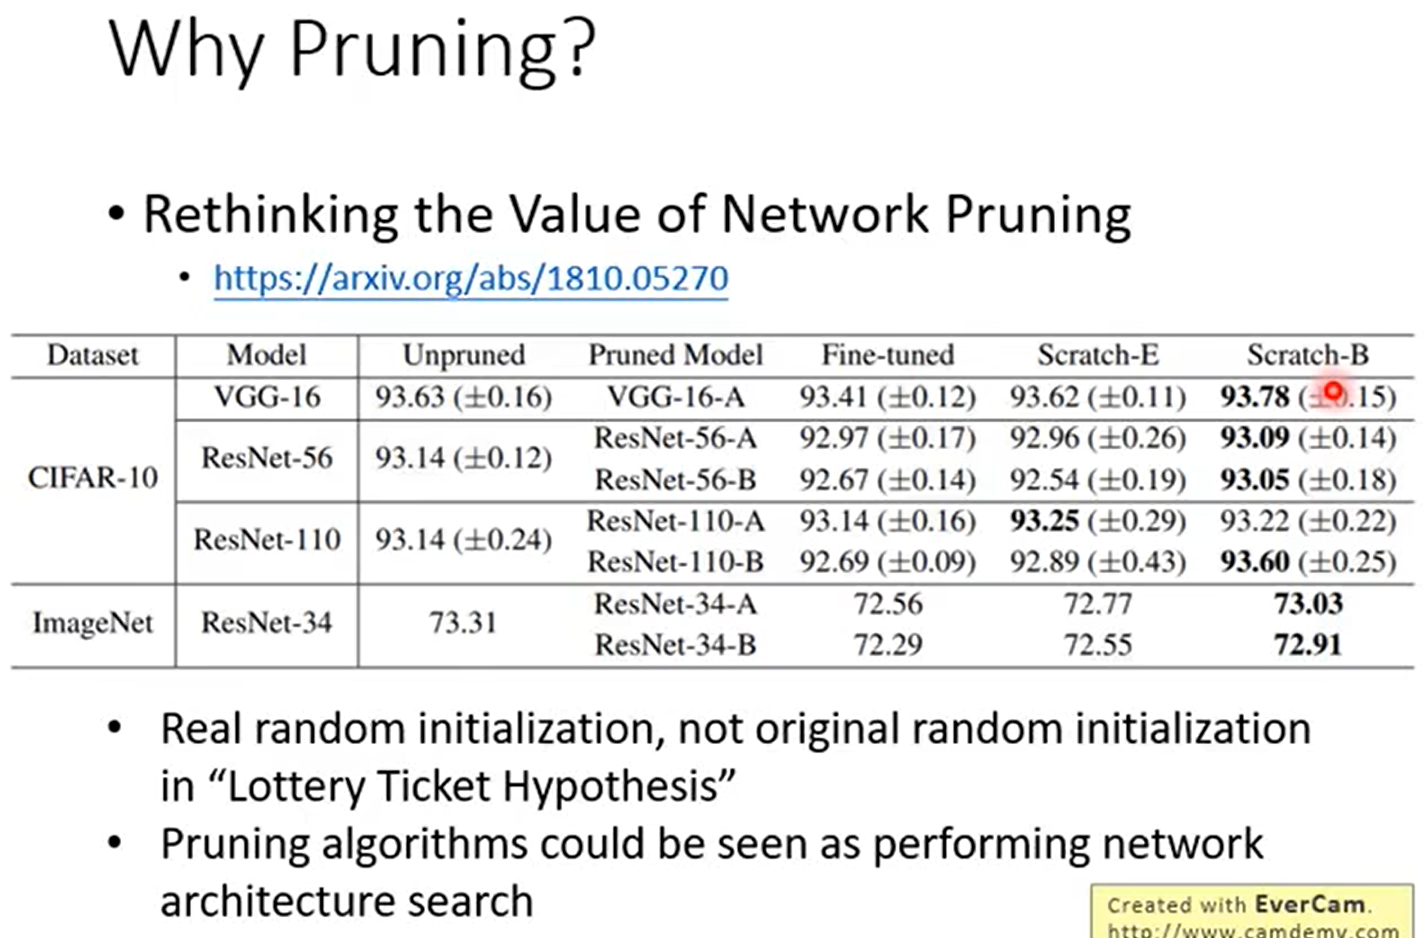 Why Pruning?
• Rethinking the Value of Network Pruning
• https://arxiv.org/abs/1810.05270
Dataset Model Unpruned Pruned Model Fine-tuned Scratch-E Scratch-B
VGG-16 93.63 (±0.16) VGG-16-A 93.41 (±0.12) 93.62 (±0.11) 93.78 (±0.15)
CIFAR-10 ResNet-56 93.14 (±0.12) ResNet-56-A 92.97 (±0.17) 92.96 (±0.26) 93.09 (±0.14)
ResNet-56-B 92.67 (±0.14) 92.54 (±0.19) 93.05 (±0.18)
ResNet-110 93.14 (±0.24) ResNet-110-A 93.14 (±0.16) 93.25 (±0.29) 93.22 (±0.22)
ResNet-110-B 92.69 (±0.09) 92.89 (±0.43) 93.60 (±0.25)
ImageNet ResNet-34 73.31 ResNet-34-A 72.56 72.77 73.03
ResNet-34-B 72.29 72.55 72.91
• Real random initialization, not original random initialization
in “Lottery Ticket Hypothesis”
• Pruning algorithms could be seen as performing network
architecture search
Created with EverCam.
http://www.camdemy.com